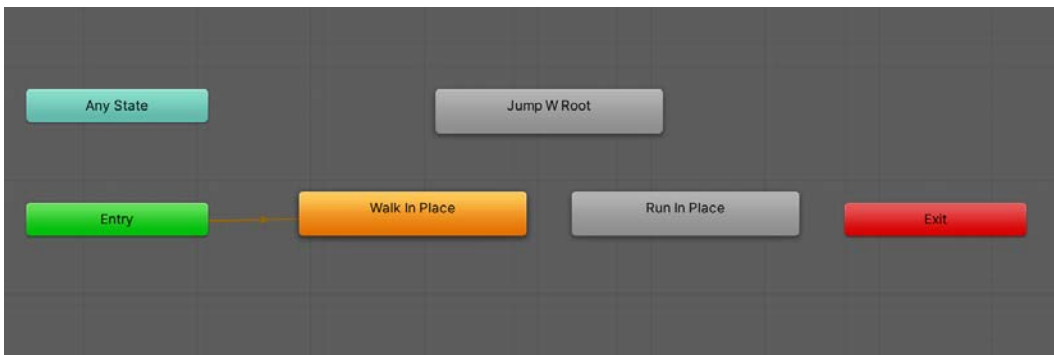 Any State
Jump W Root
Entry
Walk In Place
Run In Place
Exit